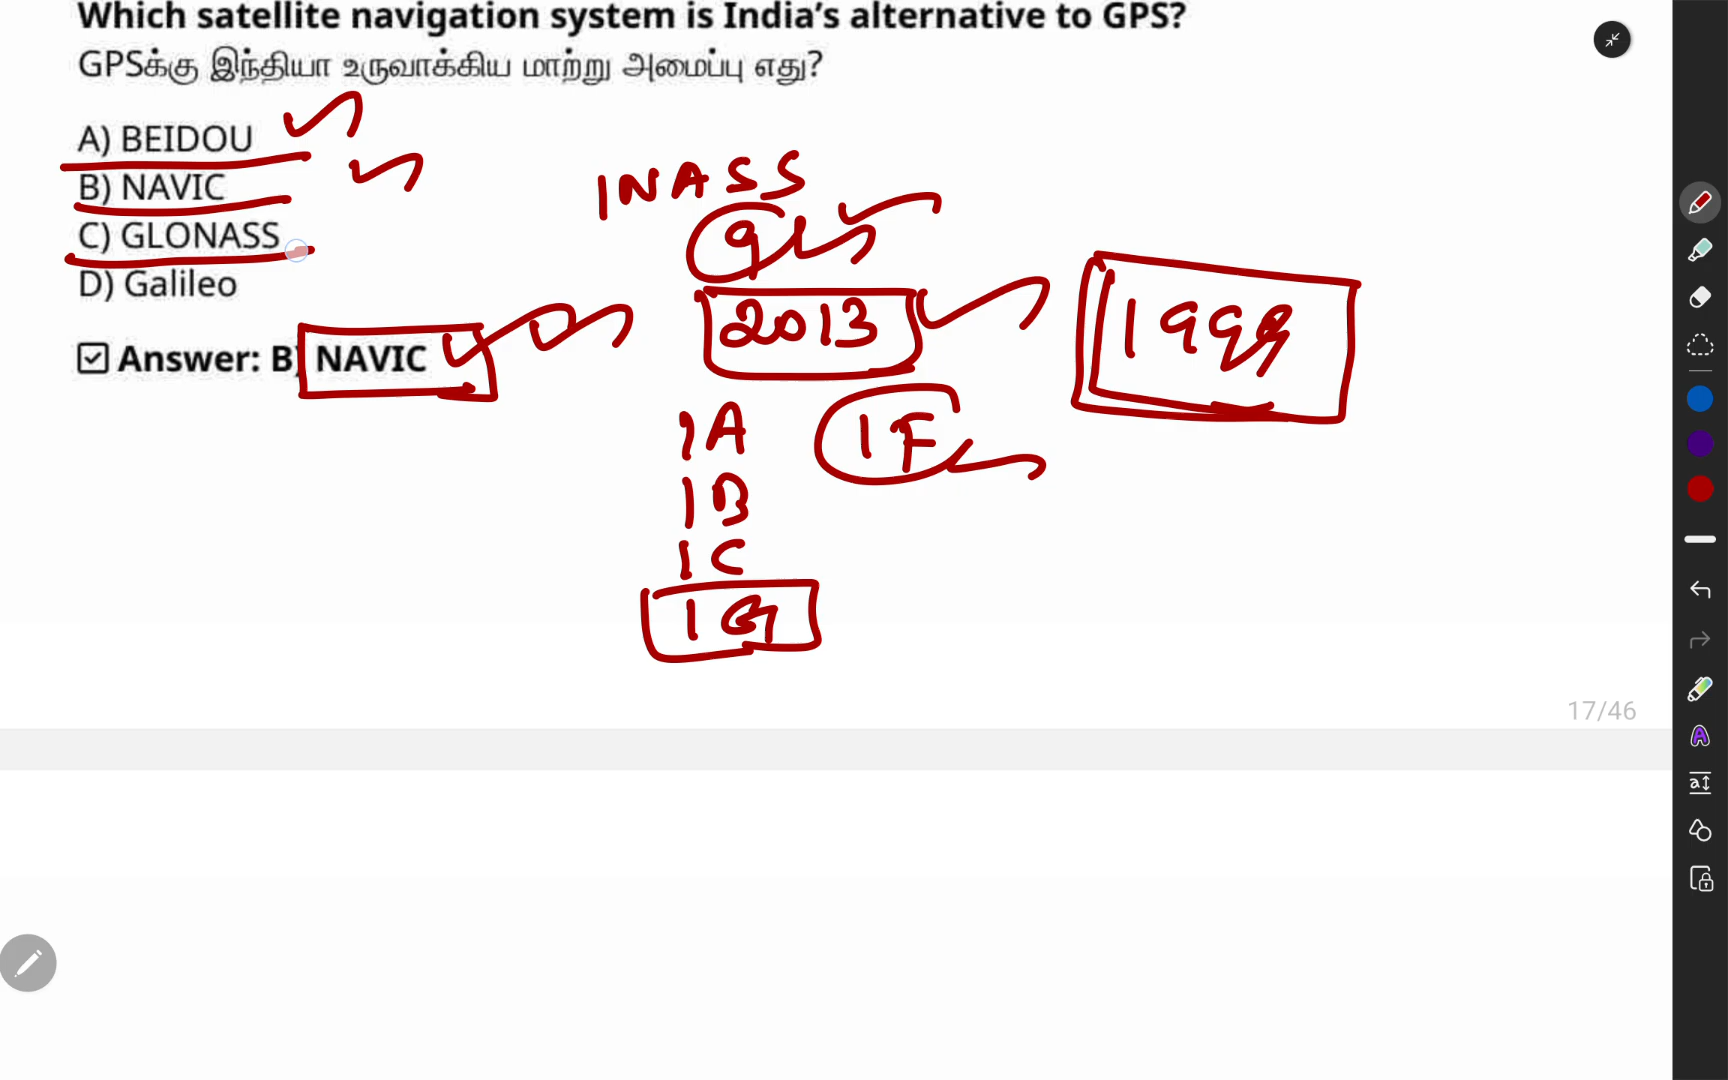 Which satellite navigation system is India's alternative to GPS?
GPSக்கு இந்தியா உருவாக்கிய மாற்று அமைப்பு எது?
A) BEIDOU
B) NAVIC
C) GLONASS
D) Galileo
Answer: B) NAVIC
INASS
9
2013
1999
1A
1F
1B
1C
1G
17/46